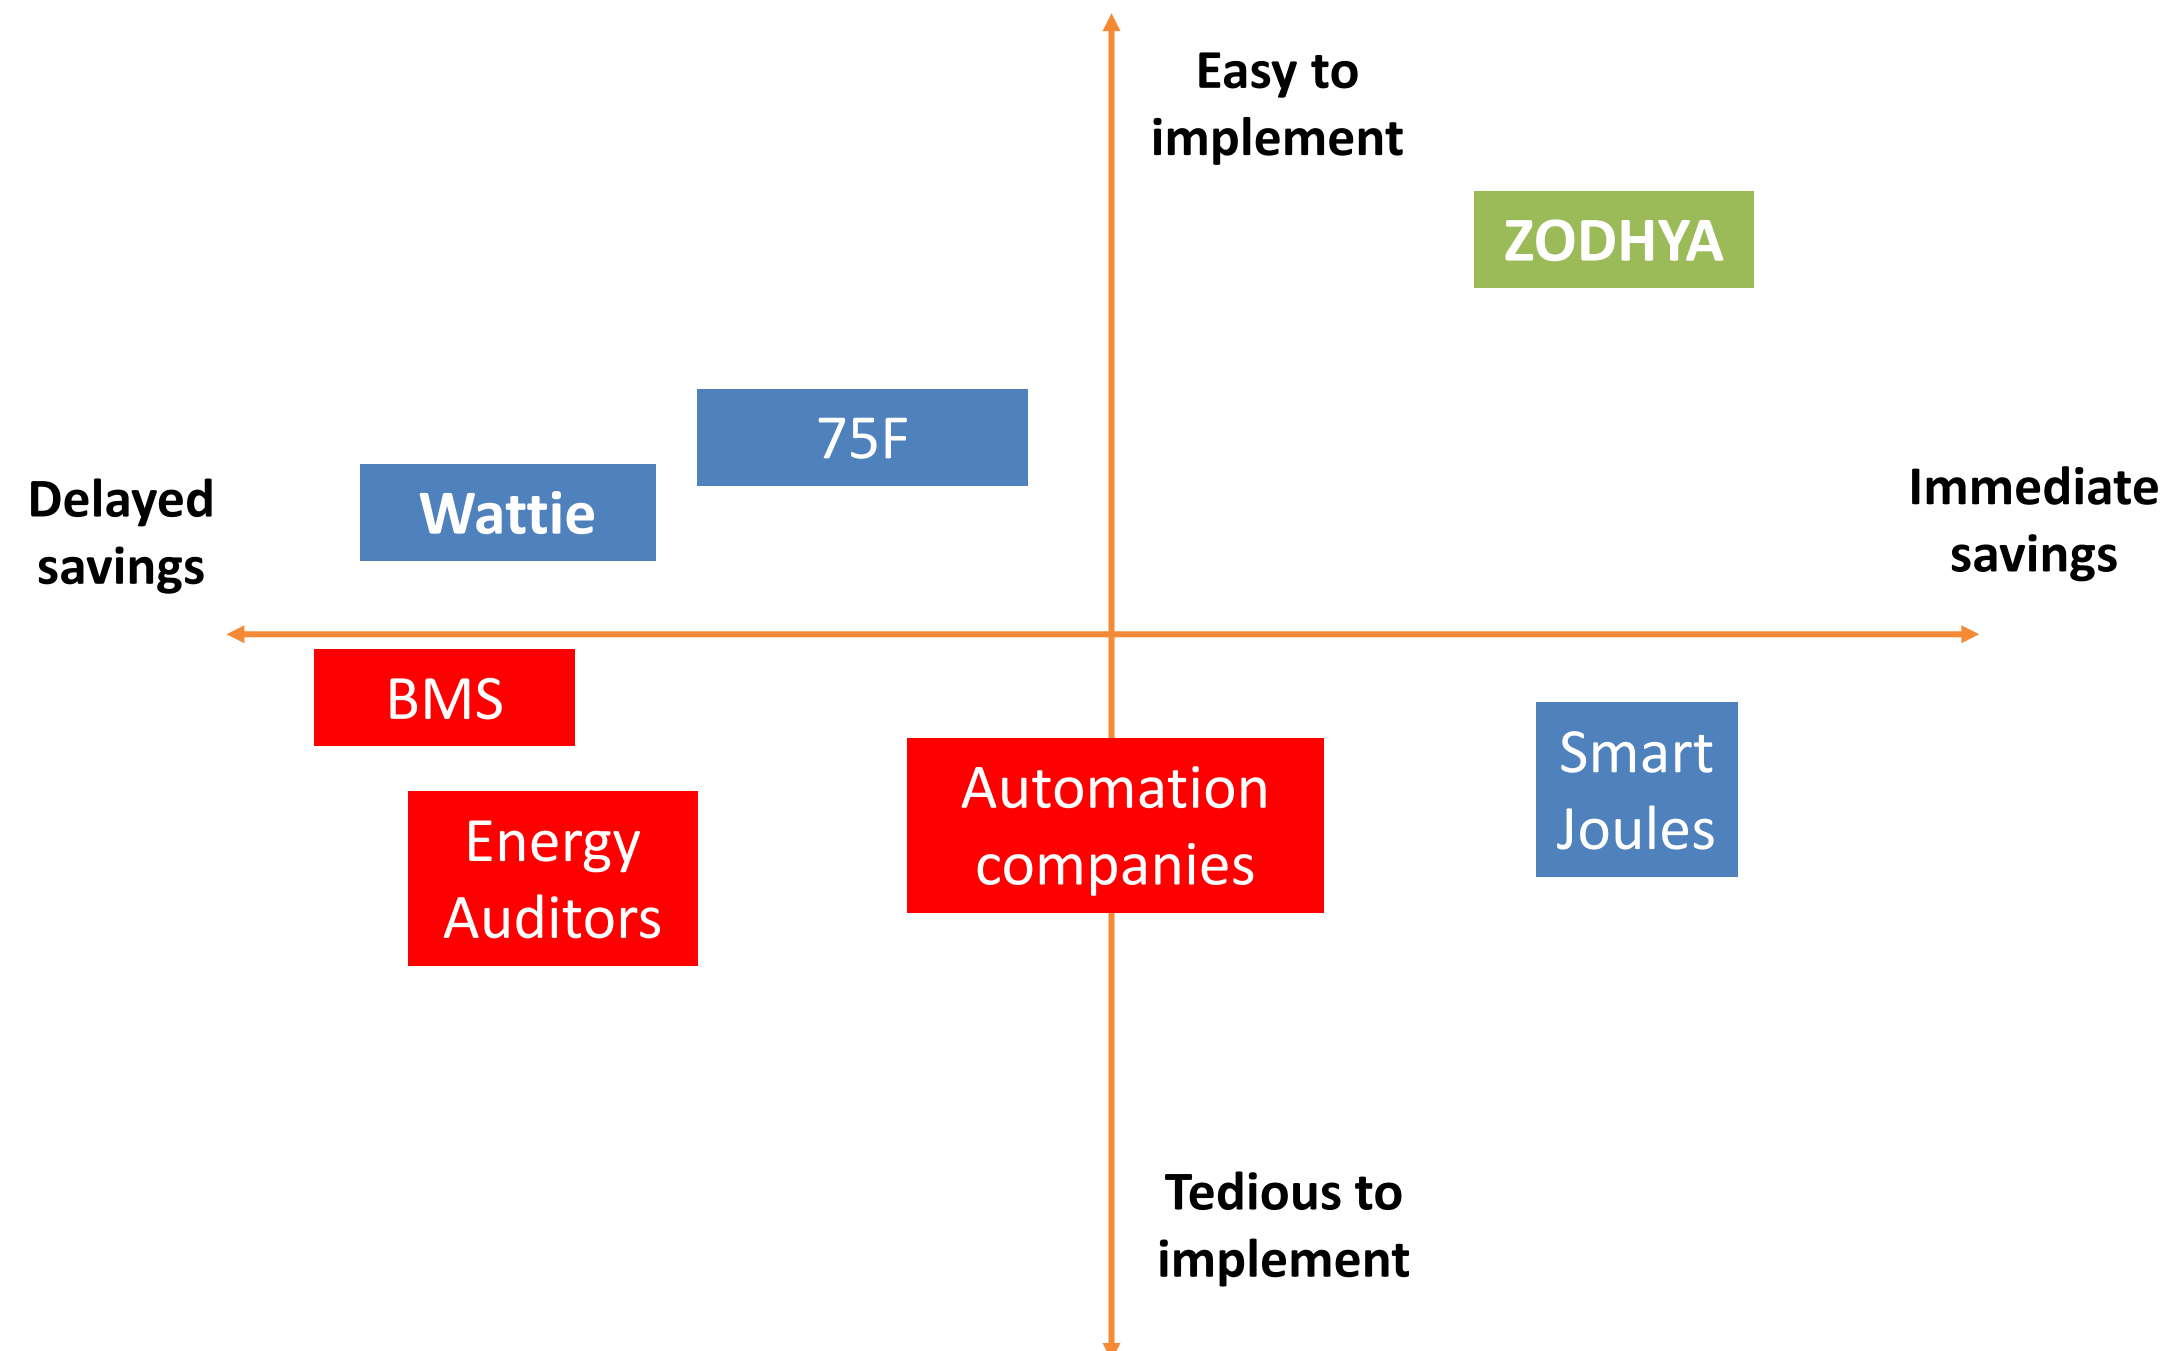 Easy to
implement
ZODHYA
75F
Wattie
Delayed
savings
Immediate
savings
BMS
Smart
Joules
Automation
companies
Energy
Auditors
Tedious to
implement